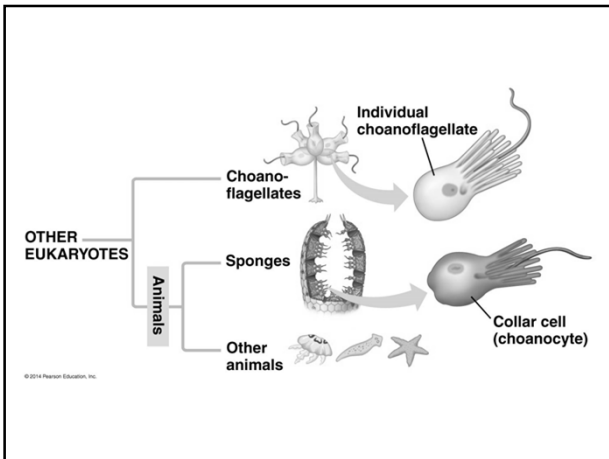 Individual
choanoflagellate
Choano-
flagellates
OTHER
EUKARYOTES
Animals
Sponges
Collar cell
(choanocyte)
Other
animals
© 2014 Pearson Education, Inc.